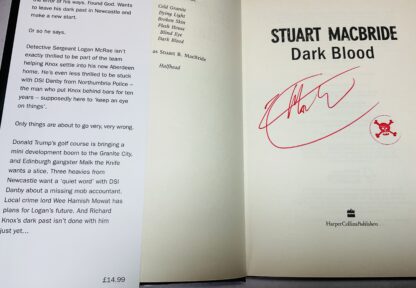 of his ways. Found God. Wants
to leave his dark past in Newcastle and
make a new start.
Or so he says.
Detective Sergeant Logan McRae isn't
exactly thrilled to be part of the team
helping Knox settle into his new Aberdeen
home. He's even less thrilled to be stuck
with DSI Danby from Northumbria Police –
the man who put Knox behind bars for ten
years – supposedly here to 'keep an eye
on things'.
Only things are about to go very, very wrong.
Donald Trump's golf course is bringing a
mini development boom to the Granite City,
and Edinburgh gangster Malk the Knife
wants a slice. Three heavies from
Newcastle want a 'quiet word' with DSI
Danby about a missing mob accountant.
Local crime lord Wee Hamish Mowat has
plans for Logan's future. And Richard
Knox's dark past isn't done with him
just yet...
£14.99
Cold Granite
Dying Light
Broken Skin
Flesh House
Blind Eye
Dark Blood
as Stuart B. MacBride
Halfhead
STUART MACBRIDE
Dark Blood
HarperCollinsPublishers